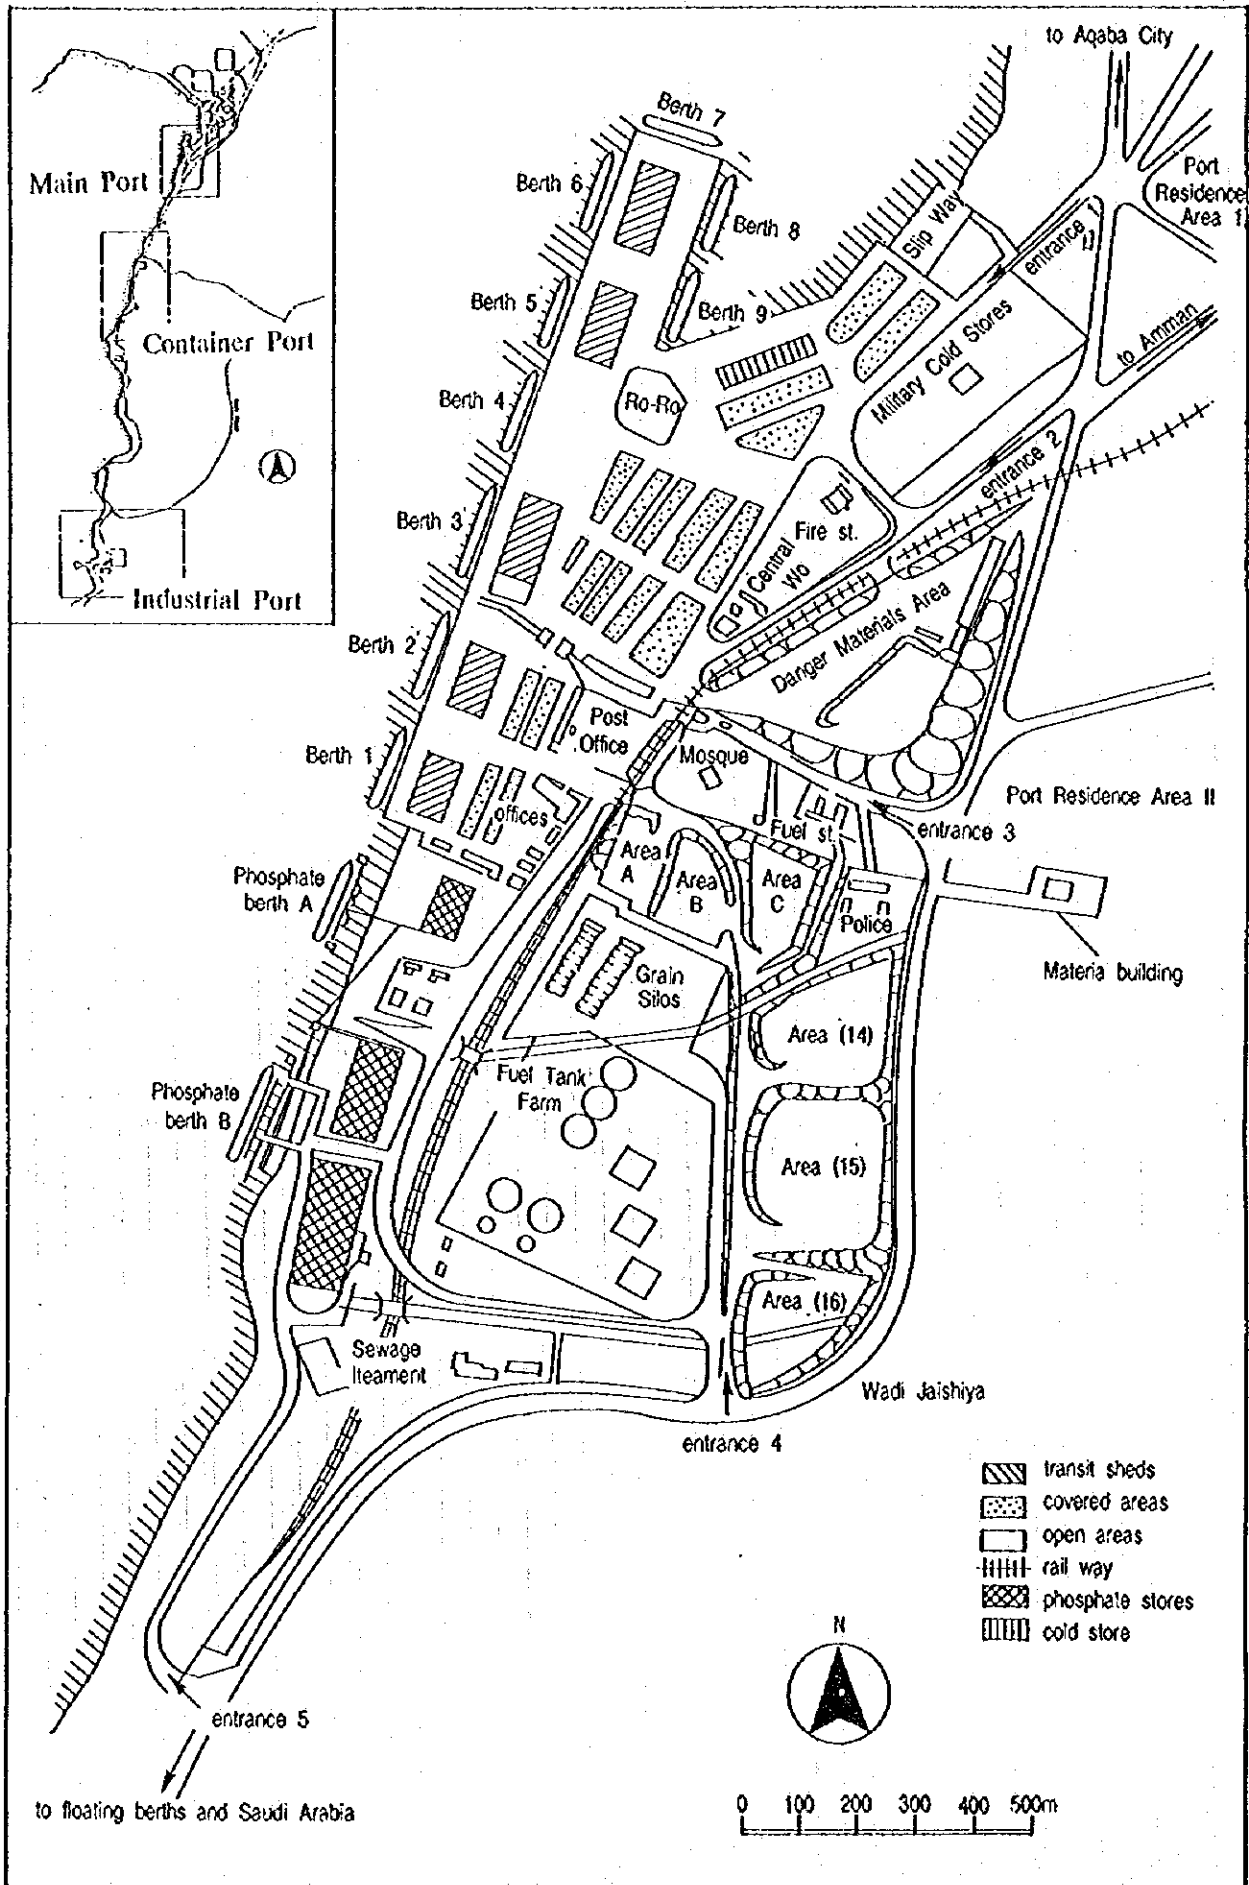 Main Port
Container Port
Industrial Port
to Aqaba City
Port
Residence
Area 1
Berth 7
Berth 6
Berth 8
Slip Way
entrance 1
Berth 5
Berth 9
to Amman
Military Cold Stores
Berth 4
Ro-Ro
entrance 2
Berth 3
Fire st.
Central
Wo
Danger Materials Area
Berth 2
Post
Office
Berth 1
Mosque
Port Residence Area II
offices
Fuel st.
entrance 3
Area
A
Area
B
Area
C
Phosphate
berth A
Police
Materia building
Grain
Silos
Area (14)
Fuel Tank
Farm
Phosphate
berth B
Area (15)
Area (16)
Sewage
Iteament
Wadi Jaishiya
entrance 4
transit sheds
covered areas
open areas
rail way
phosphate stores
cold store
N
entrance 5
to floating berths and Saudi Arabia
0 100 200 300 400 500m